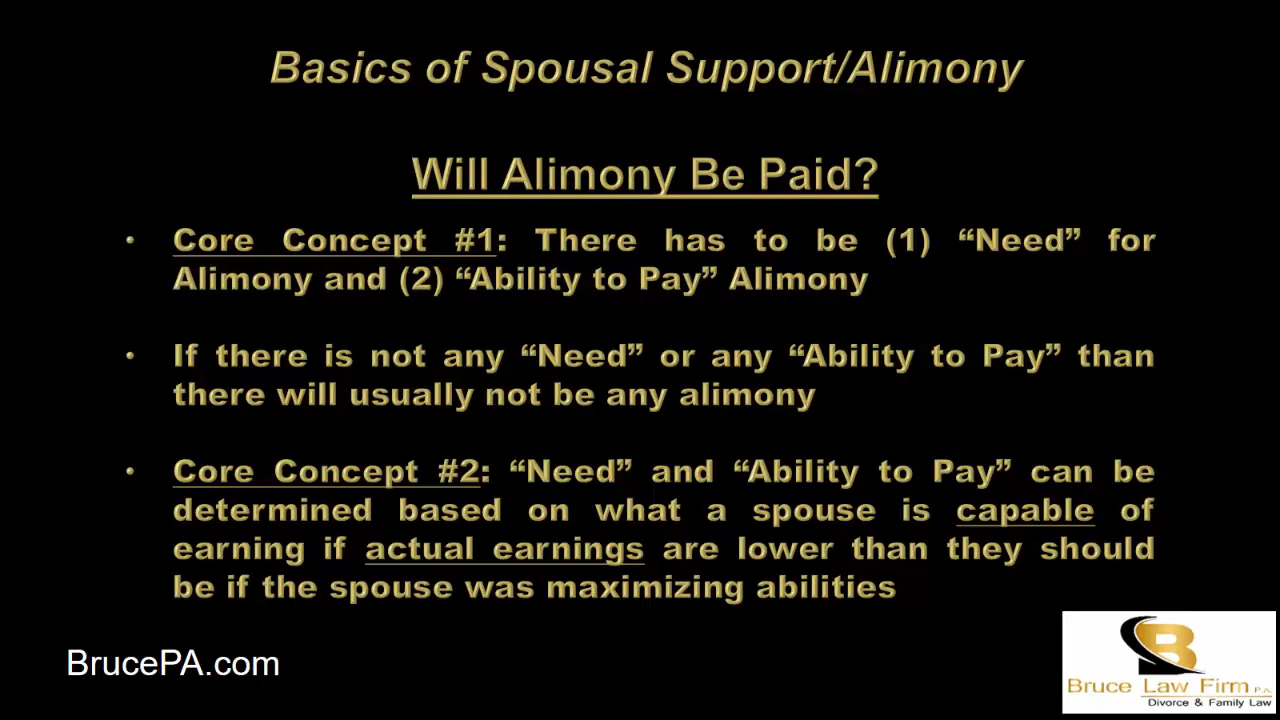 Basics of Spousal Support/Alimony
Will Alimony Be Paid?
• Core Concept #1: There has to be (1) “Need” for
Alimony and (2) “Ability to Pay” Alimony
• If there is not any “Need” or any “Ability to Pay” than
there will usually not be any alimony
• Core Concept #2: “Need” and “Ability to Pay” can be
determined based on what a spouse is capable of
earning if actual earnings are lower than they should
be if the spouse was maximizing abilities
BrucePA.com
B
Bruce Law Firm P.A.
Divorce & Family Law